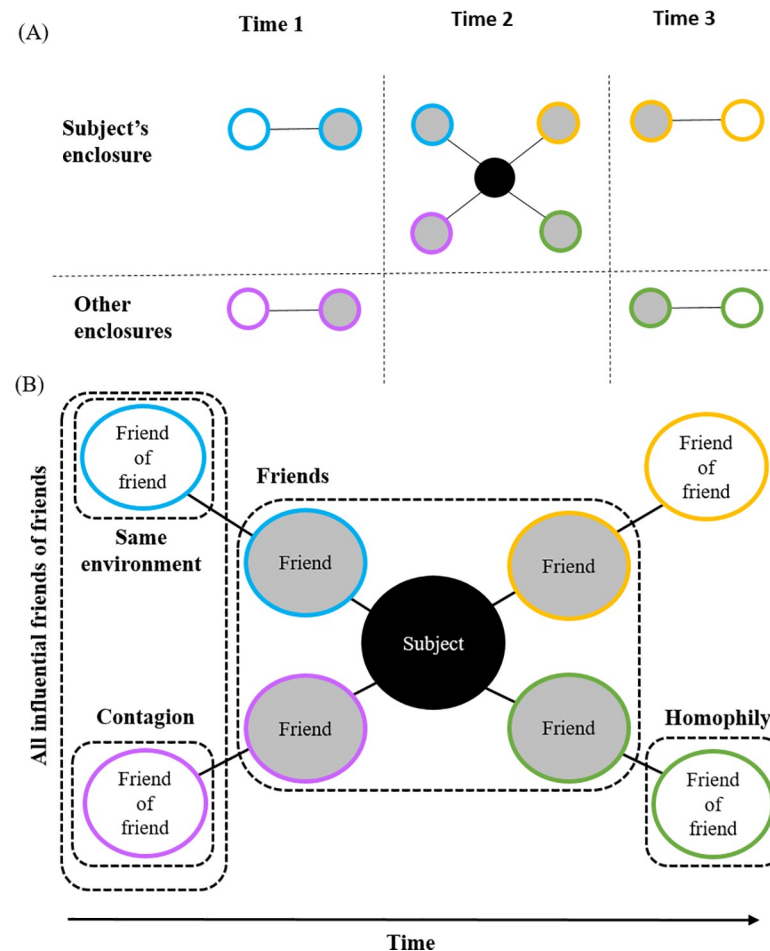 (A)
Time 1
Time 2
Time 3
Subject's
enclosure
Other
enclosures
(B)
All influential friends of friends
Friend
of
friend
Same
environment
Friends
Friend
Friend
Subject
Friend
of
friend
Contagion
Friend
of
friend
Friend
Friend
Homophily
Friend
of
friend
Time